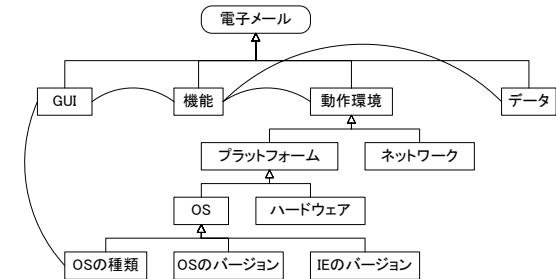 電子メール
GUI
機能
動作環境
データ
プラットフォーム
ネットワーク
OS
ハードウェア
OSの種類
OSのバージョン
IEのバージョン